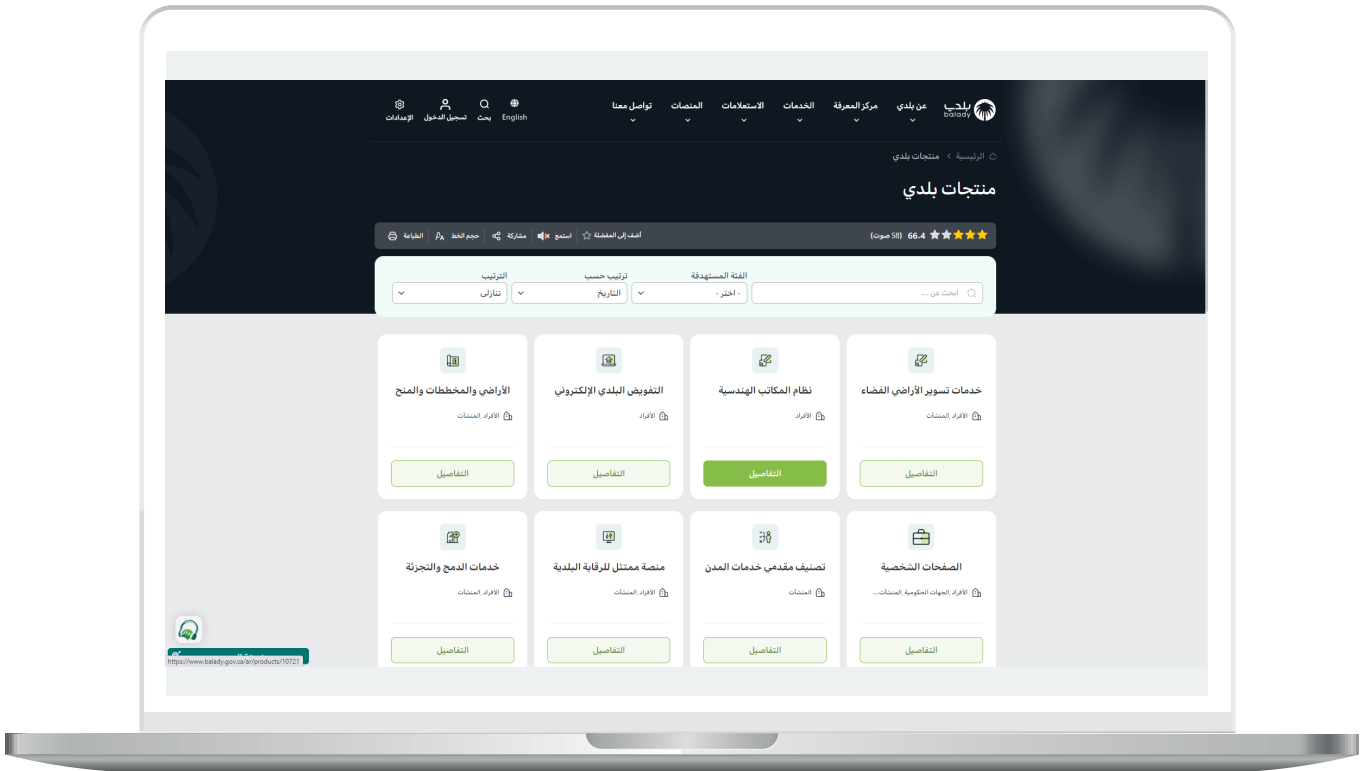 بلدي
balady
عن بلدي
مركز المعرفة
الخدمات
الاستعلامات
المنصات
تواصل معنا
English
بحث
تسجيل الدخول
الإعدادات
الرئيسية › منتجات بلدي
منتجات بلدي
66.4 (58 صوت)
أضف إلى المفضلة
استمع
مشاركة
حجم الخط
الطباعة
الفئة المستهدفة
ترتيب حسب
الترتيب
ابحث عن ...
- اختر -
التاريخ
تنازلي
خدمات تسوير الأراضي الفضاء
الأفراد ,المنشآت
التفاصيل
نظام المكاتب الهندسية
الأفراد
التفاصيل
التفويض البلدي الإلكتروني
الأفراد
التفاصيل
الأراضي والمخططات والمنح
الأفراد ,المنشآت
التفاصيل
الصفحات الشخصية
الأفراد ,الجهات الحكومية ,المنشآت...
التفاصيل
تصنيف مقدمي خدمات المدن
المنشآت
التفاصيل
منصة ممتثل للرقابة البلدية
الأفراد ,المنشآت
التفاصيل
خدمات الدمج والتجزئة
الأفراد ,المنشآت
التفاصيل
https://www.balady.gov.sa/ar/products/10721